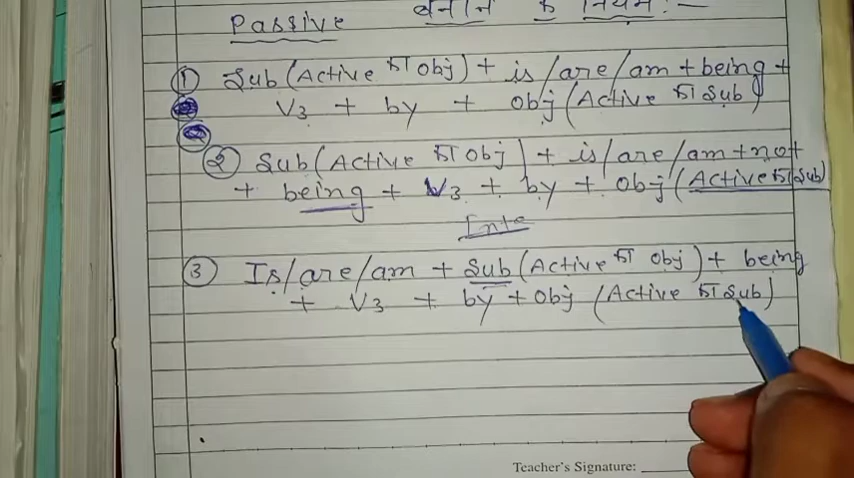 Passive बनाने के नियम :-
① Sub (Active का Obj) + is/are/am + being +
V3 + by + obj (Active का Sub)
② Sub (Active का Obj) + is/are/am + not
+ being + V3 + by + Obj (Active का Sub)
Inte
③ Is/are/am + Sub (Active का Obj) + being
+ V3 + by + Obj (Active का Sub)
Teacher's Signature: